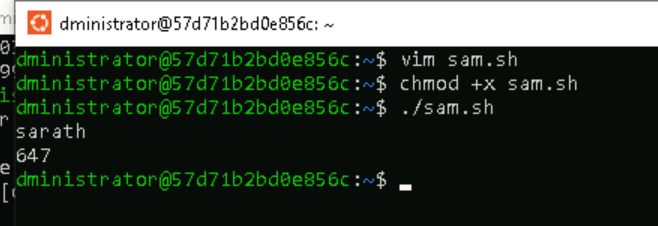 dministrator@57d71b2bd0e856c: ~
dministrator@57d71b2bd0e856c:~$ vim sam.sh
dministrator@57d71b2bd0e856c:~$ chmod +x sam.sh
dministrator@57d71b2bd0e856c:~$ ./sam.sh
sarath
647
dministrator@57d71b2bd0e856c:~$